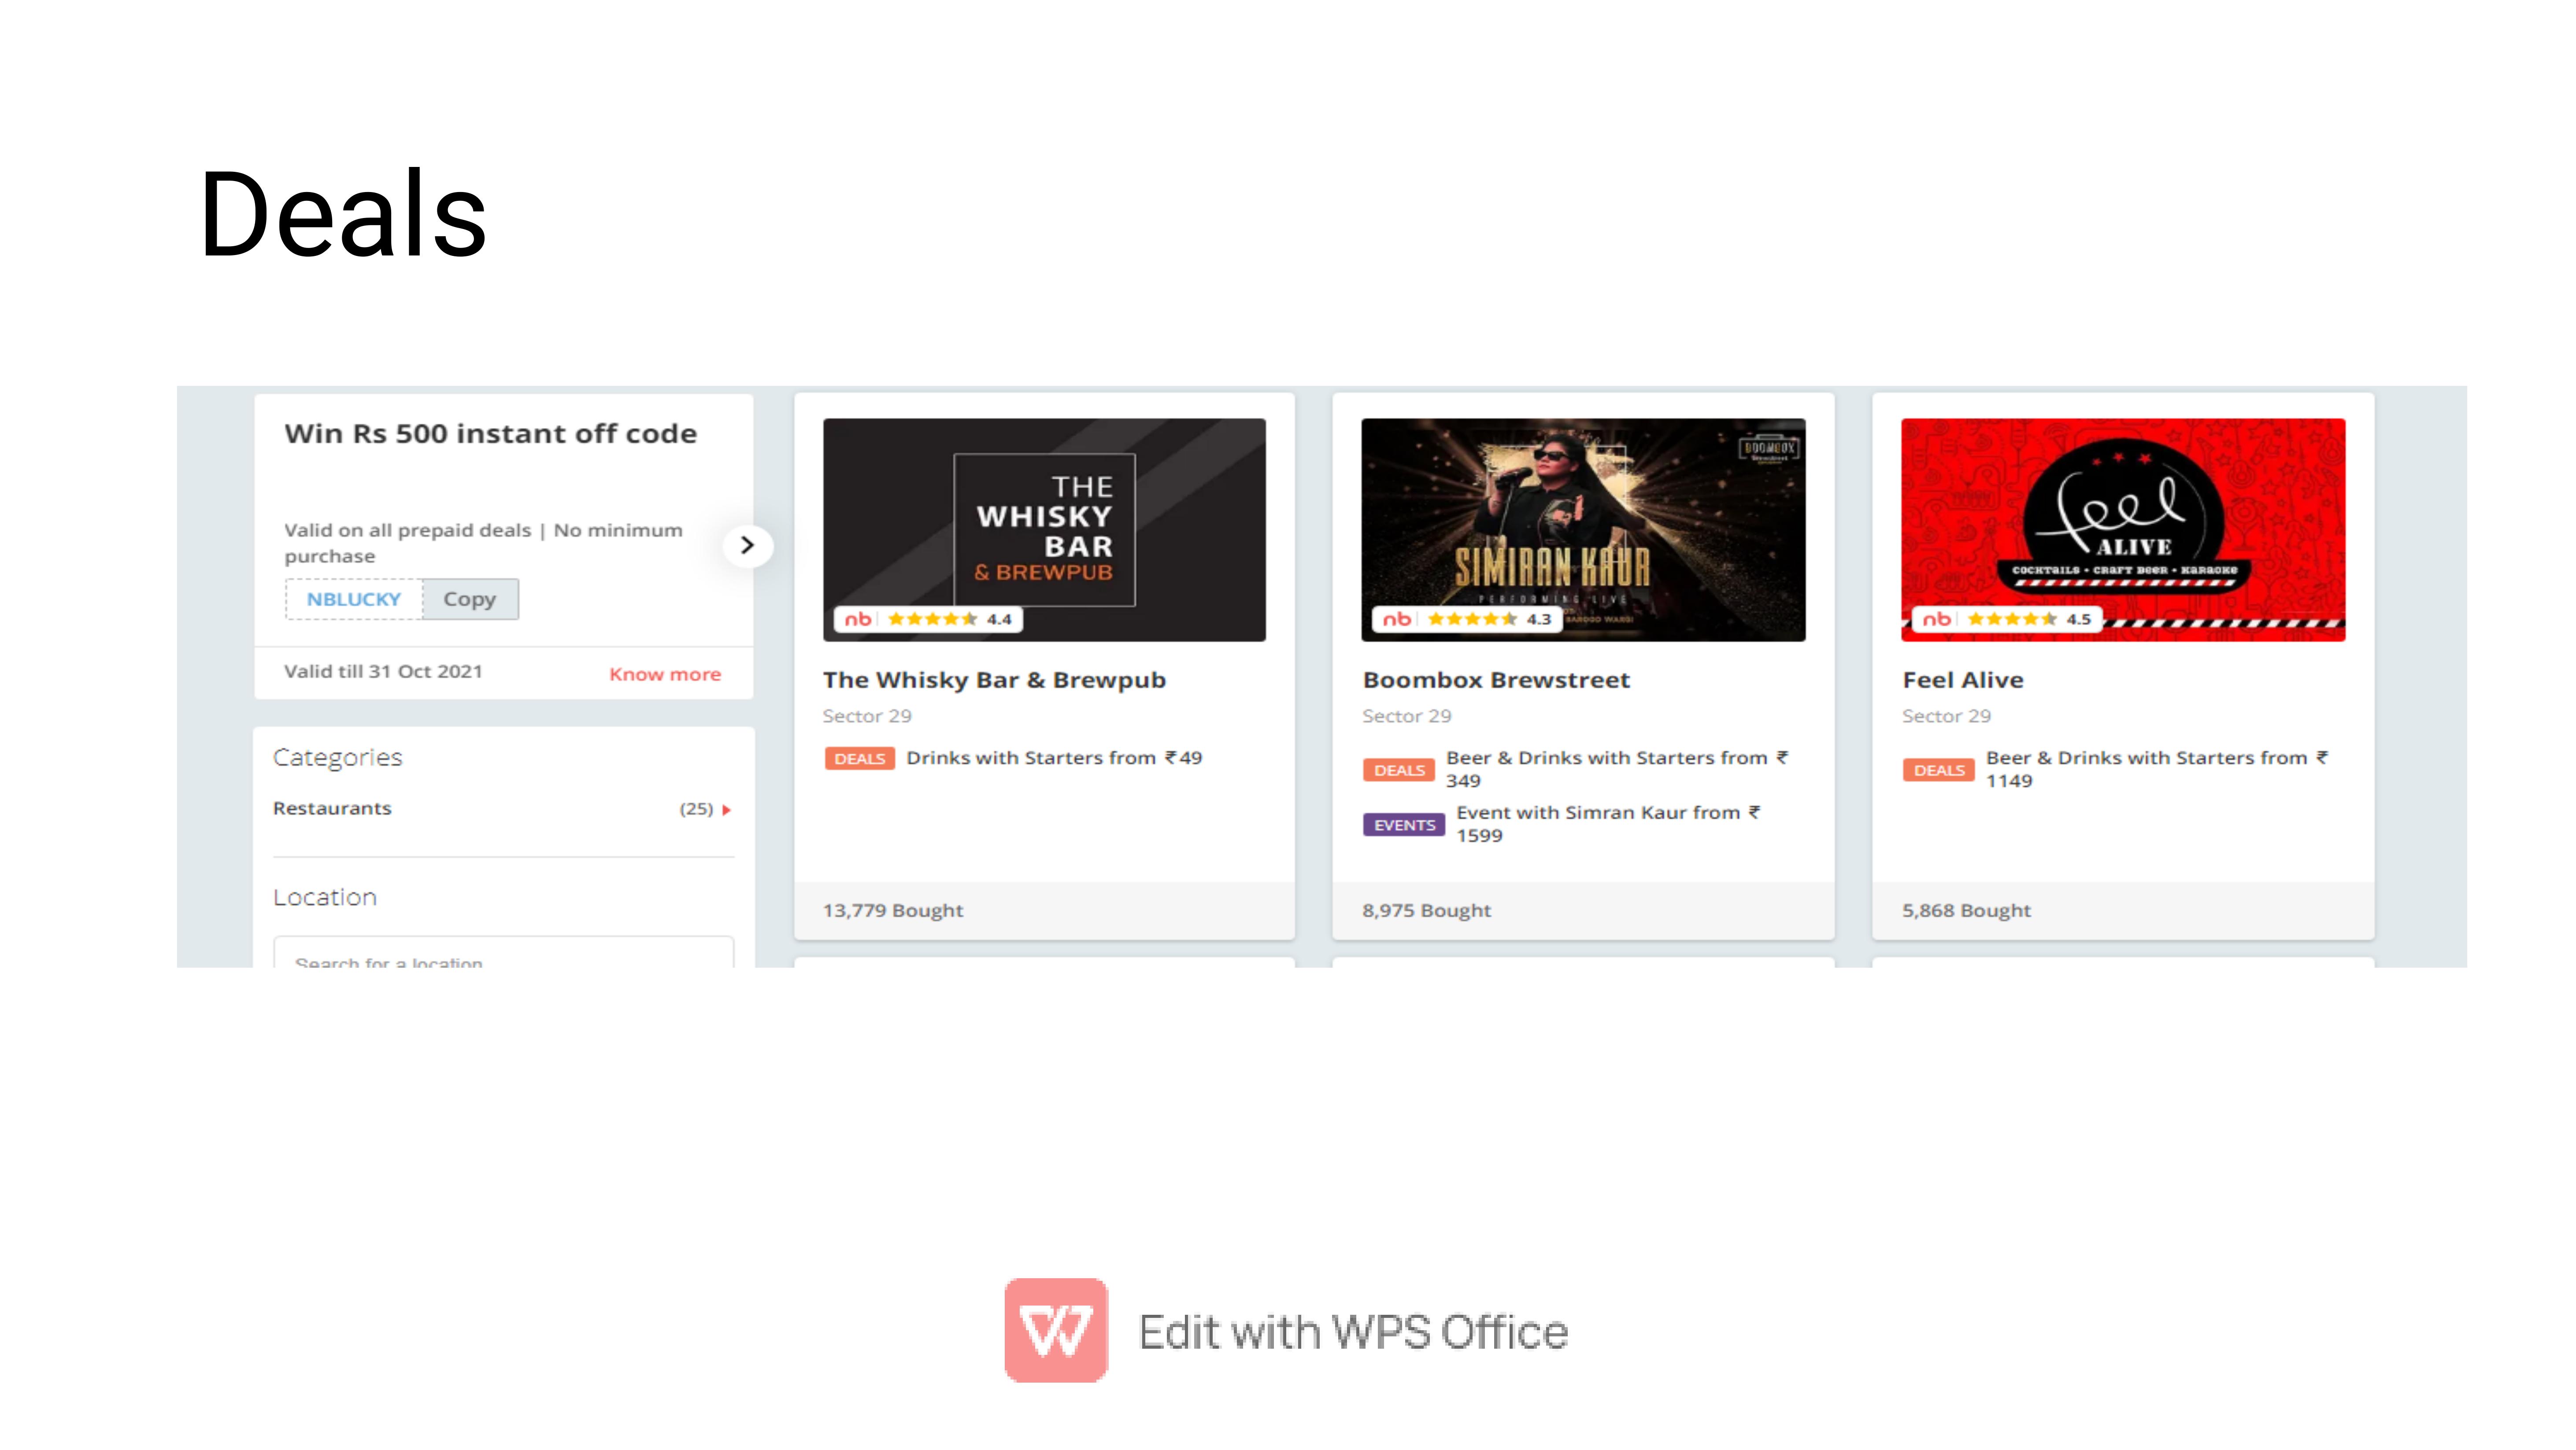 Deals
Win Rs 500 instant off code
Valid on all prepaid deals | No minimum
purchase
NBLUCKY Copy
Valid till 31 Oct 2021 Know more
Categories
Restaurants (25)
Location
Search for a location
THE
WHISKY
BAR
& BREWPUB
nb 4.4
The Whisky Bar & Brewpub
Sector 29
DEALS Drinks with Starters from ₹49
13,779 Bought
BOOMBOX
SIMIRAN KAUR
PERFORMING LIVE
nb 4.3
Boombox Brewstreet
Sector 29
DEALS Beer & Drinks with Starters from ₹
349
EVENTS Event with Simran Kaur from ₹
1599
8,975 Bought
feel
ALIVE
COCKTAILS • CRAFT BEER • KARAOKE
nb 4.5
Feel Alive
Sector 29
DEALS Beer & Drinks with Starters from ₹
1149
5,868 Bought
Edit with WPS Office